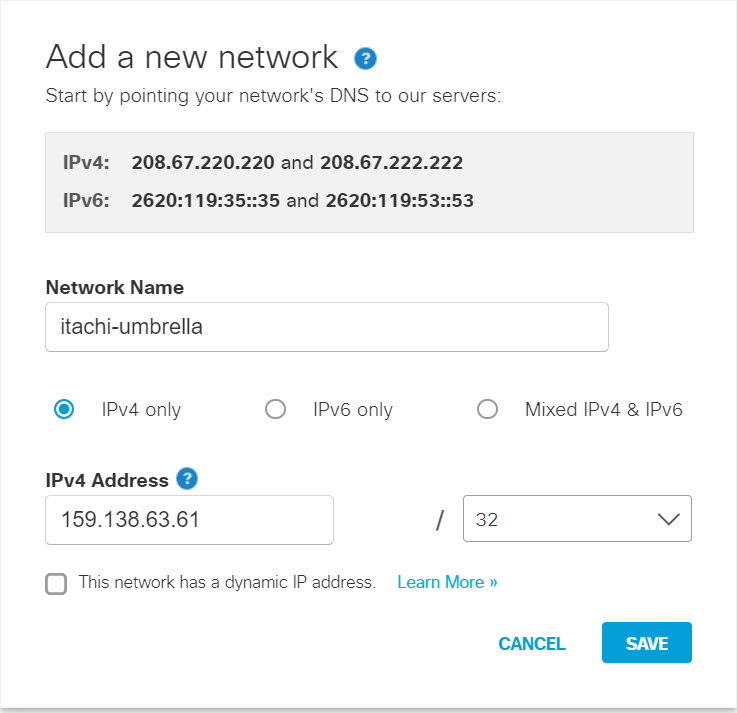 Add a new network ?
Start by pointing your network's DNS to our servers:
IPv4: 208.67.220.220 and 208.67.222.222
IPv6: 2620:119:35::35 and 2620:119:53::53
Network Name
itachi-umbrella
IPv4 only IPv6 only Mixed IPv4 & IPv6
IPv4 Address ?
159.138.63.61 / 32
This network has a dynamic IP address. Learn More »
CANCEL SAVE